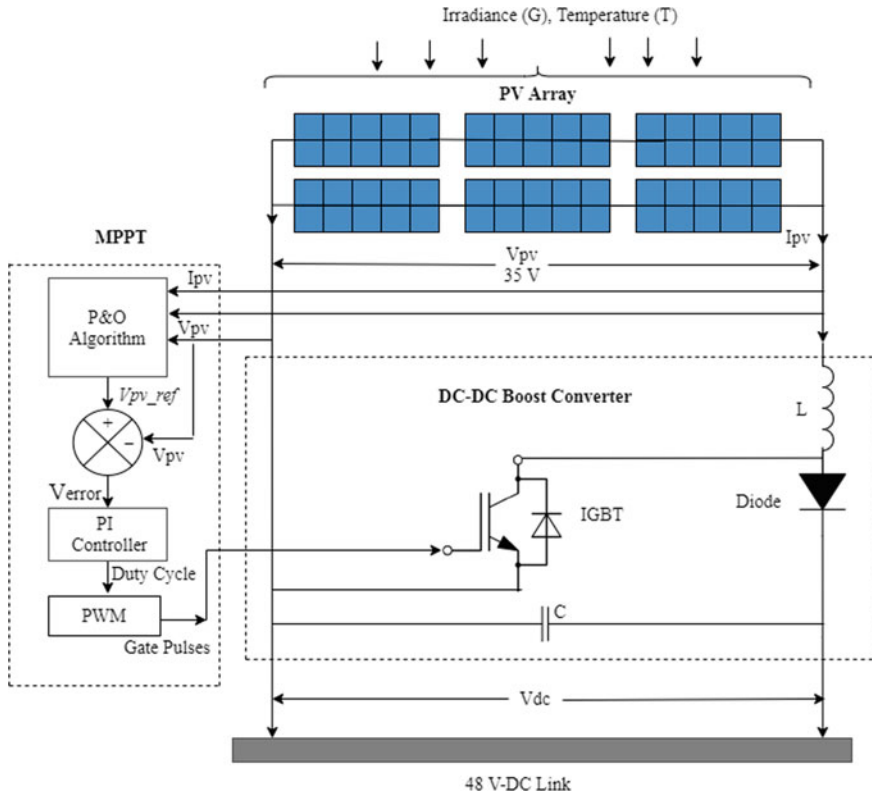 Irradiance (G), Temperature (T)
PV Array
Ipv
Vpv
35 V
MPPT
Ipv
P&O
Algorithm
Vpv
Vpv_ref
+
−
Vpv
Verror
PI
Controller
Duty Cycle
PWM
Gate Pulses
DC-DC Boost Converter
L
IGBT
Diode
C
Vdc
48 V-DC Link